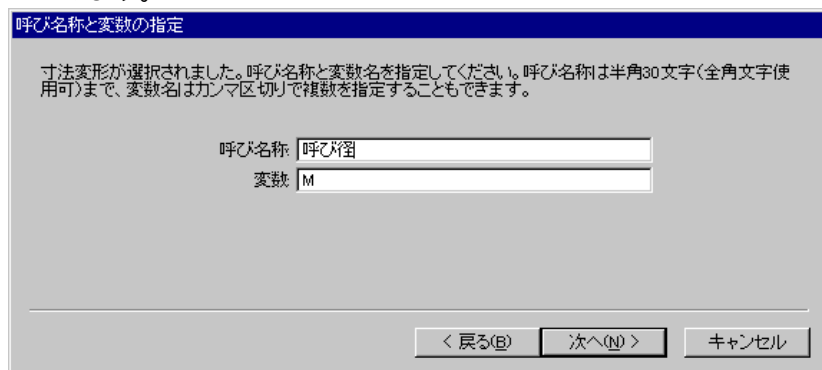 呼び名称と変数の指定
寸法変形が選択されました。呼び名称と変数名を指定してください。呼び名称は半角30文字(全角文字使
用可)まで、変数名はカンマ区切りで複数を指定することもできます。
呼び名称: 呼び径
変数: M
< 戻る(B) 次へ(N) > キャンセル